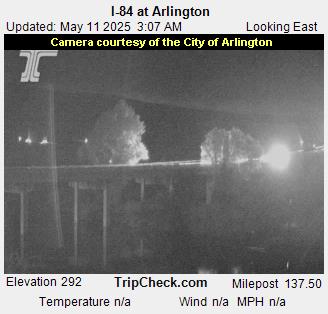 I-84 at Arlington
Updated: May 11 2025 3:07 AM Looking East
Camera courtesy of the City of Arlington
Elevation 292 TripCheck.com Milepost 137.50
Temperature n/a Wind n/a MPH n/a